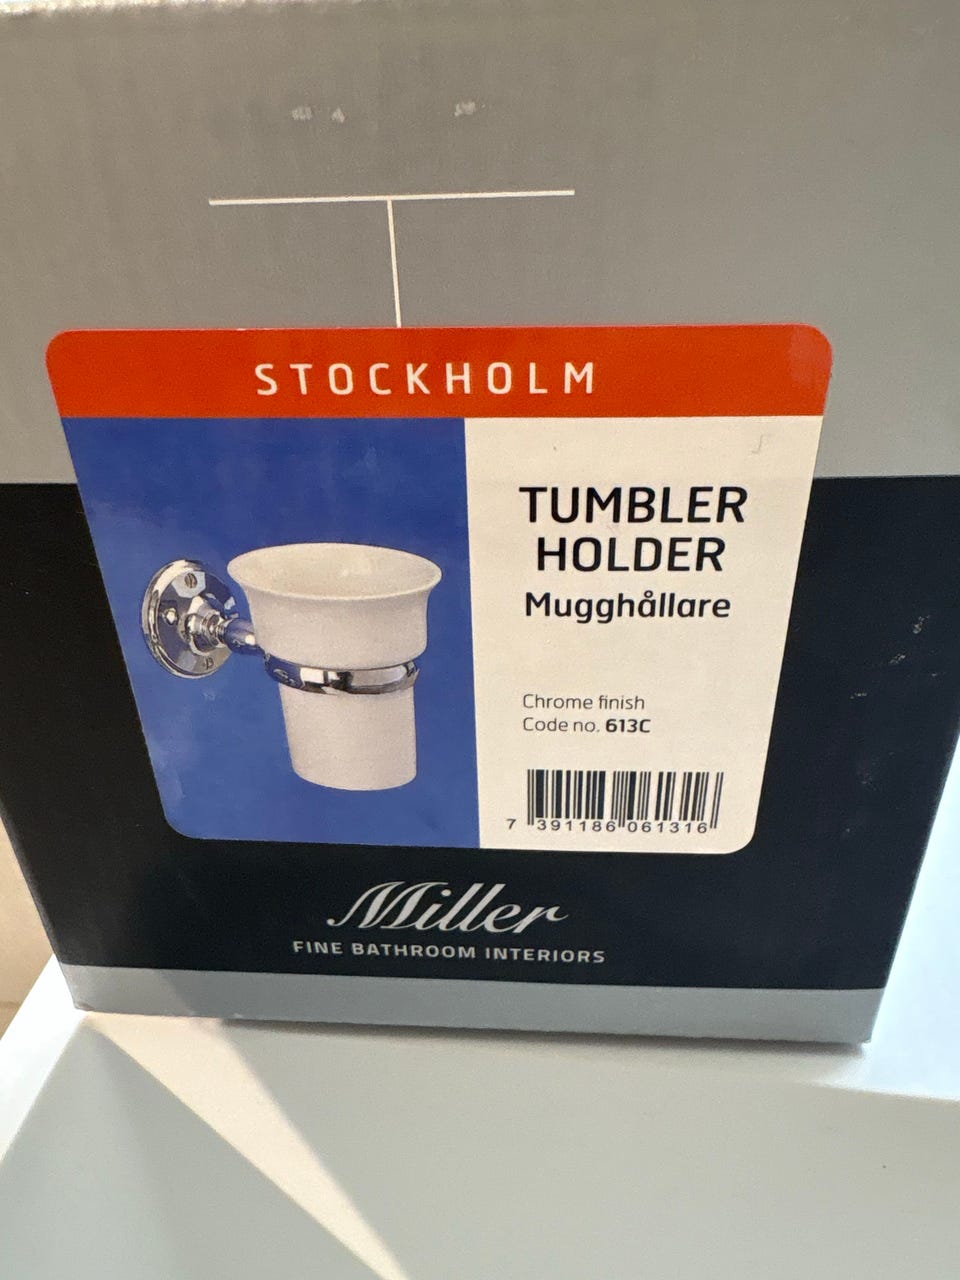 STOCKHOLM
TUMBLER
HOLDER
Mugghållare
Chrome finish
Code no. 613C
7 391186 061316
Miller
FINE BATHROOM INTERIORS